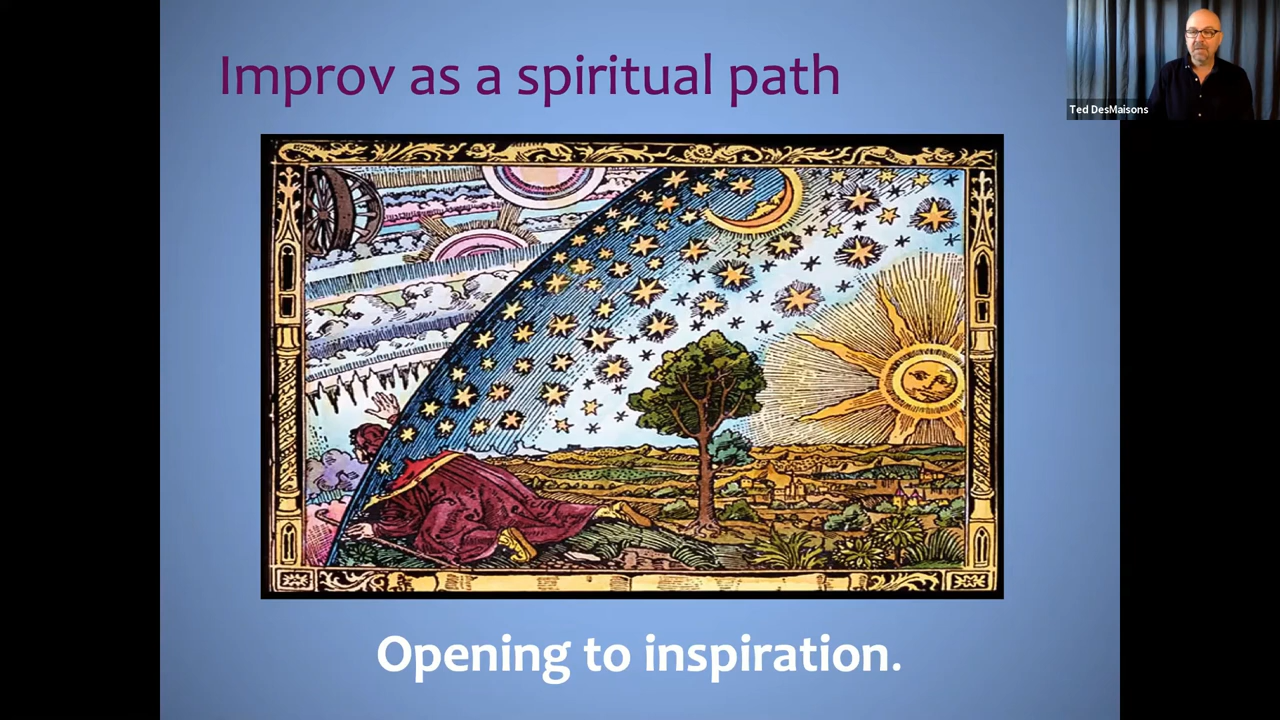 Improv as a spiritual path
Ted DesMaisons
Opening to inspiration.